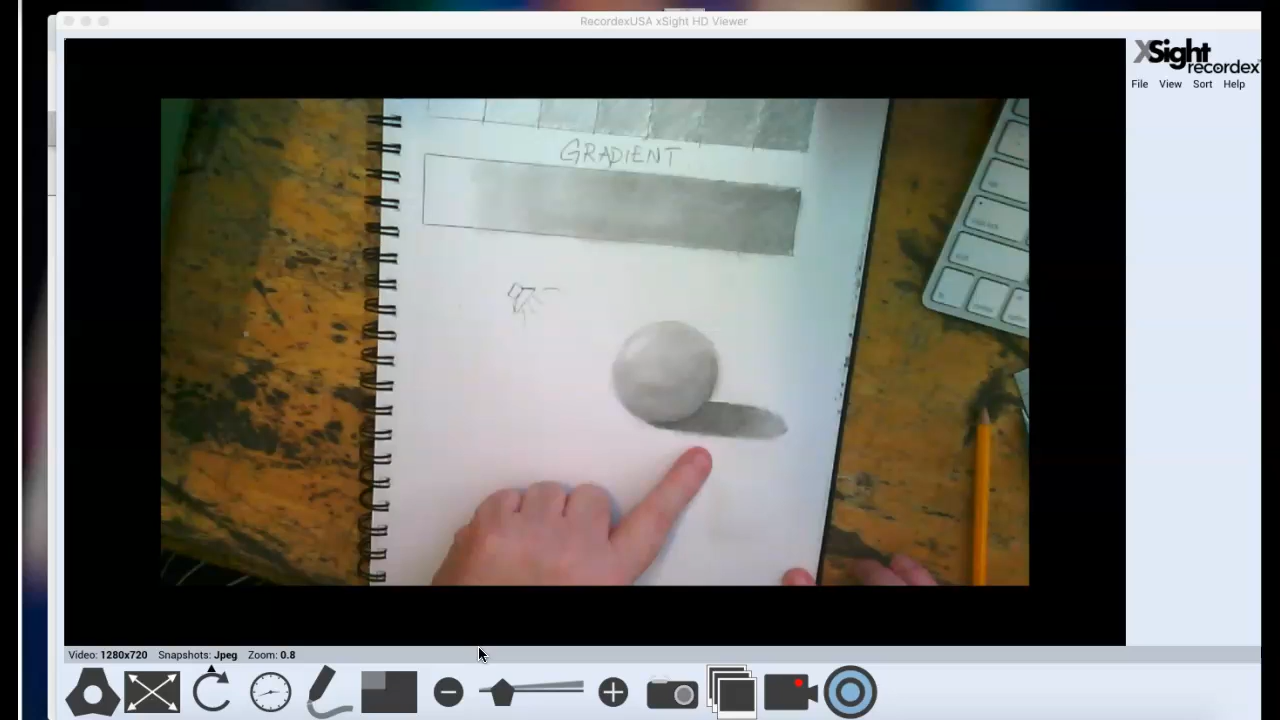 RecordexUSA xSight HD Viewer
XSight
recordex
File View Sort Help
GRADIENT
Video: 1280x720 Snapshots: Jpeg Zoom: 0.8